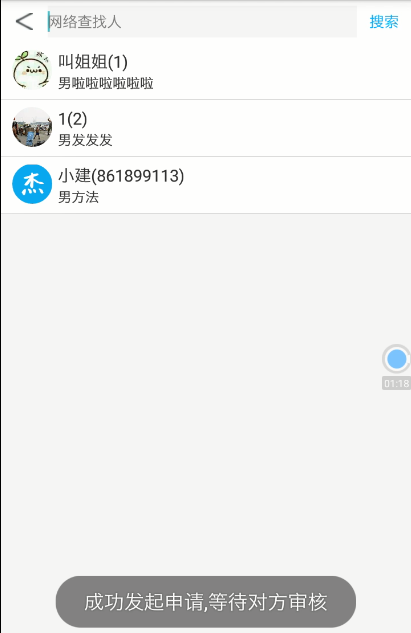 网络查找人
搜索
叫姐姐(1)
男啦啦啦啦啦啦
1(2)
男发发发
杰
小建(861899113)
男方法
01:18
成功发起申请,等待对方审核